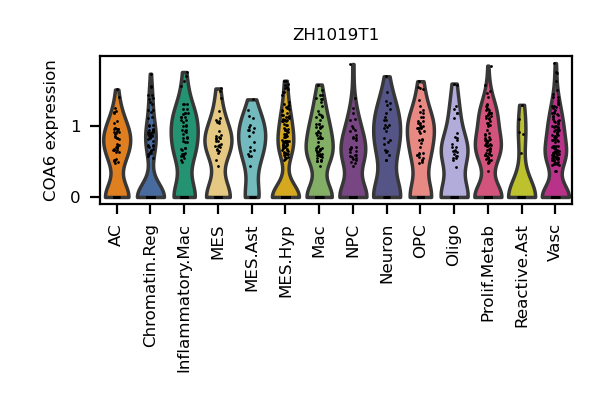 ZH1019T1
COA6 expression
1
0
AC
Chromatin.Reg
Inflammatory.Mac
MES
MES.Ast
MES.Hyp
Mac
NPC
Neuron
OPC
Oligo
Prolif.Metab
Reactive.Ast
Vasc